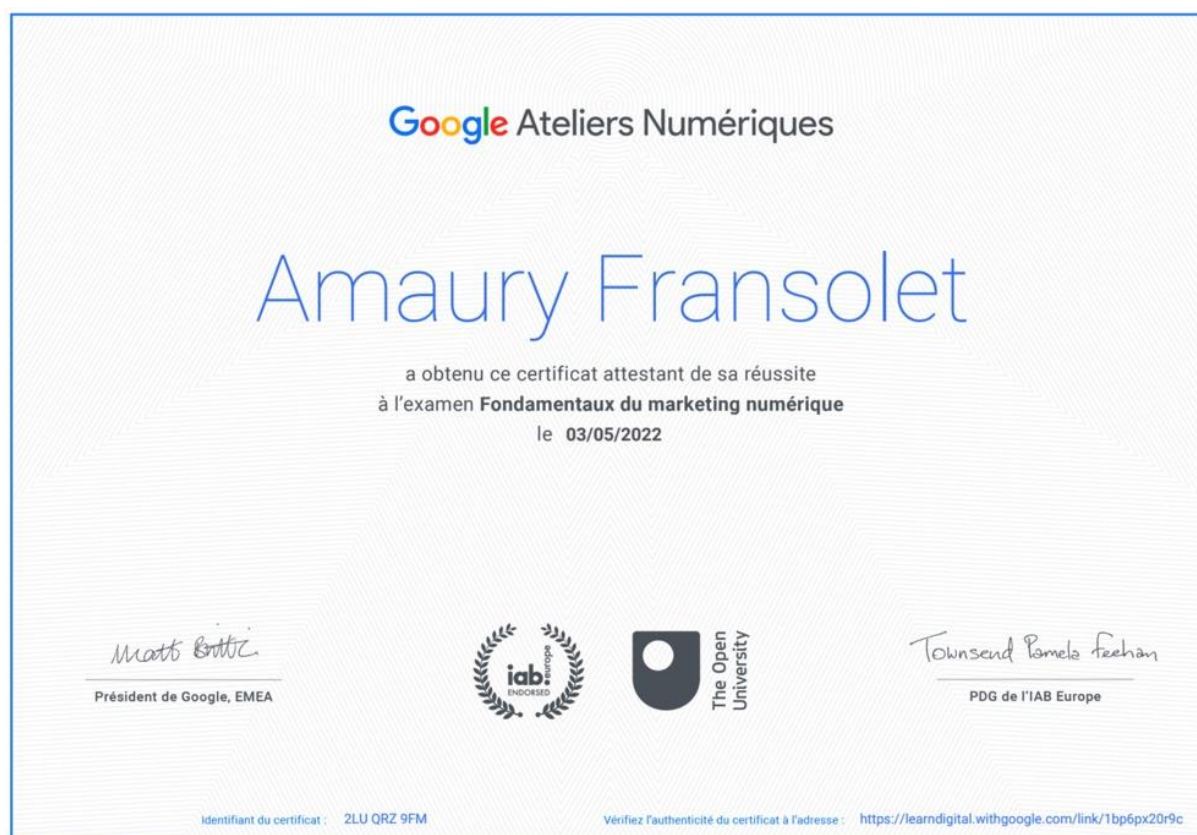 Google Ateliers Numériques
Amaury Fransolet
a obtenu ce certificat attestant de sa réussite
à l'examen Fondamentaux du marketing numérique
le 03/05/2022
Matt Brittin
Président de Google, EMEA
iab europe
ENDORSED
The Open
University
Townsend Pamela Feehan
PDG de l'IAB Europe
Identifiant du certificat : 2LU QRZ 9FM
Vérifiez l'authenticité du certificat à l'adresse : https://learndigital.withgoogle.com/link/1bp6px20r9c